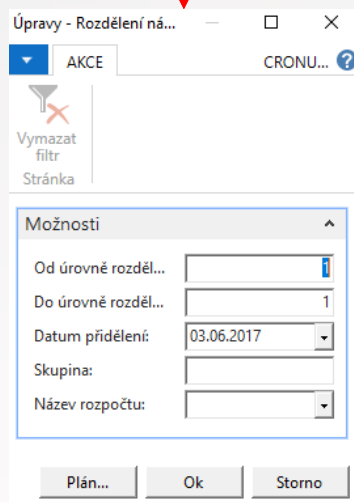 Úpravy - Rozdělení ná...
AKCE CRONU...
Vymazat
filtr
Stránka
Možnosti
Od úrovně rozděl... 1
Do úrovně rozděl... 1
Datum přidělení: 03.06.2017
Skupina:
Název rozpočtu:
Plán... Ok Storno